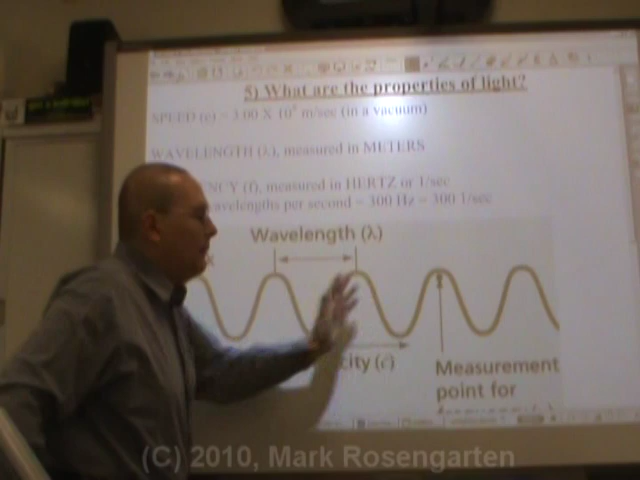 5) What are the properties of light?
SPEED (c) = 3.00 X 10⁸ m/sec (in a vacuum)
WAVELENGTH (λ), measured in METERS
NCY (f), measured in HERTZ or 1/sec
avelengths per second = 300 Hz = 300 1/sec
Wavelength (λ)
city (c)
Measurement
point for
(C) 2010, Mark Rosengarten